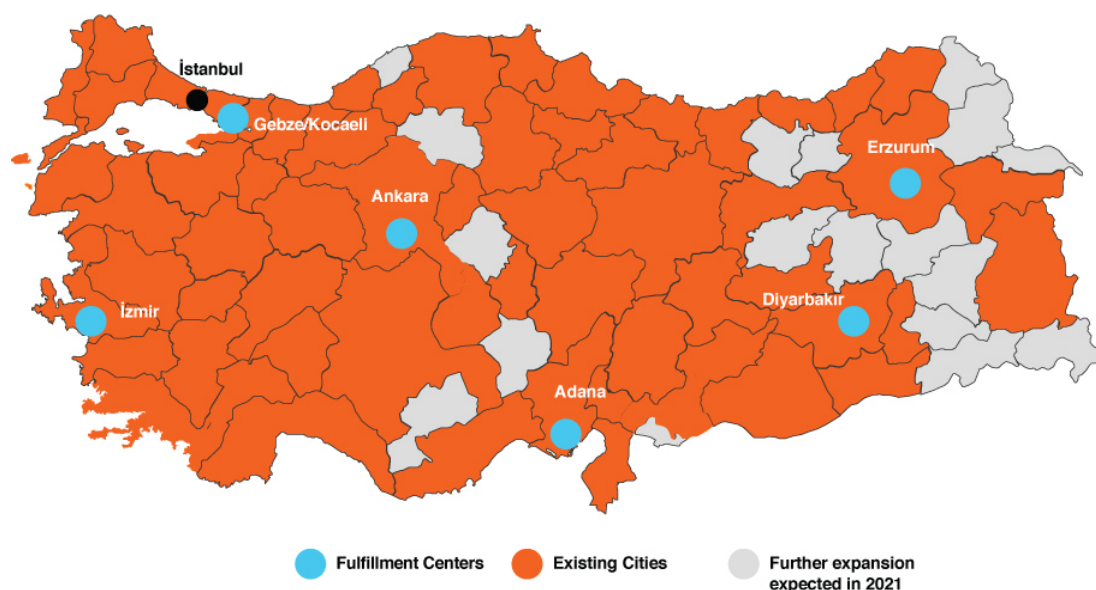 İstanbul
Gebze/Kocaeli
Erzurum
Ankara
Diyarbakır
İzmir
Adana
Fulfillment Centers
Existing Cities
Further expansion
expected in 2021